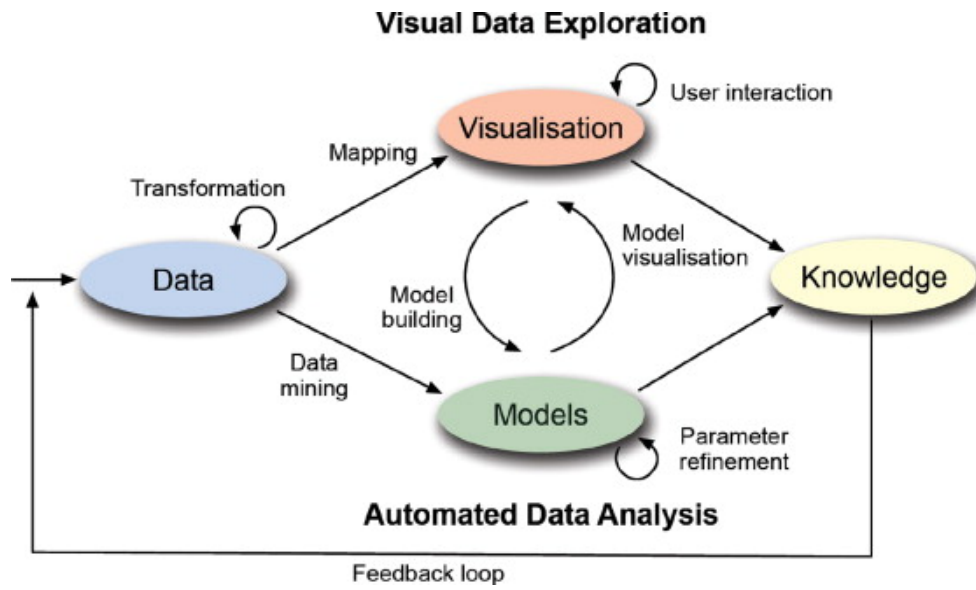 Visual Data Exploration
User interaction
Visualisation
Mapping
Transformation
Model
visualisation
Data
Knowledge
Model
building
Data
mining
Models
Parameter
refinement
Automated Data Analysis
Feedback loop